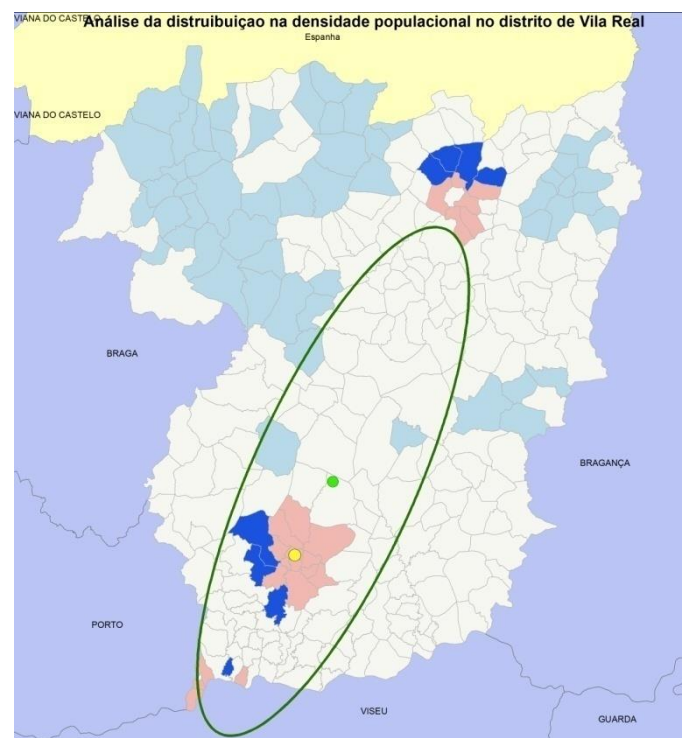 VIANA DO CASTELO
Análise da distruibuiçao na densidade populacional no distrito de Vila Real
Espanha
VIANA DO CASTELO
BRAGA
BRAGANÇA
PORTO
VISEU
GUARDA